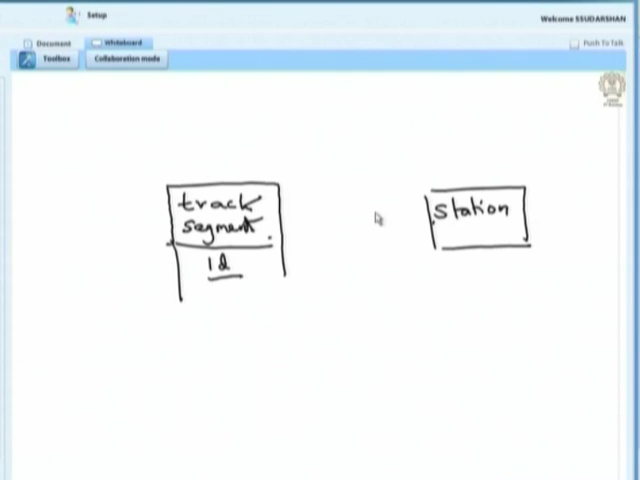 Setup
Welcome SSUDARSHAN
Document
Whiteboard
Push To Talk
Toolbox
Collaboration mode
track
segment
id
station